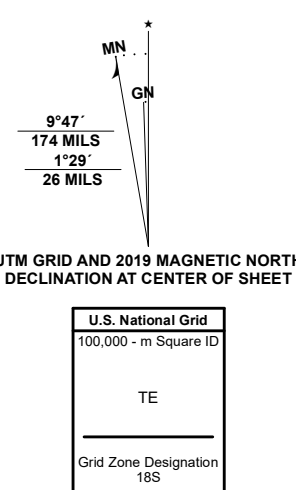 ★
MN
GN
9°47´
174 MILS
1°29´
26 MILS
UTM GRID AND 2019 MAGNETIC NORTH
DECLINATION AT CENTER OF SHEET
U.S. National Grid
100,000 - m Square ID
TE
Grid Zone Designation
18S